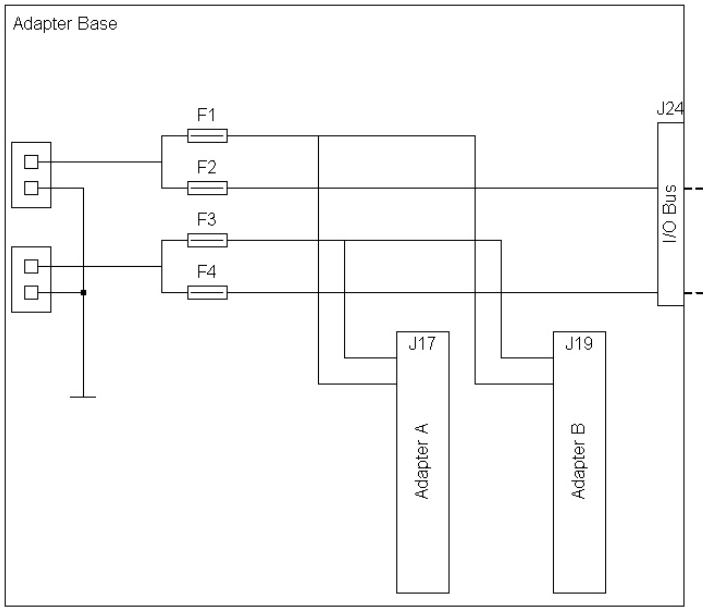 Adapter Base
F1
J24
F2
F3
I/O Bus
F4
J17
J19
Adapter A
Adapter B